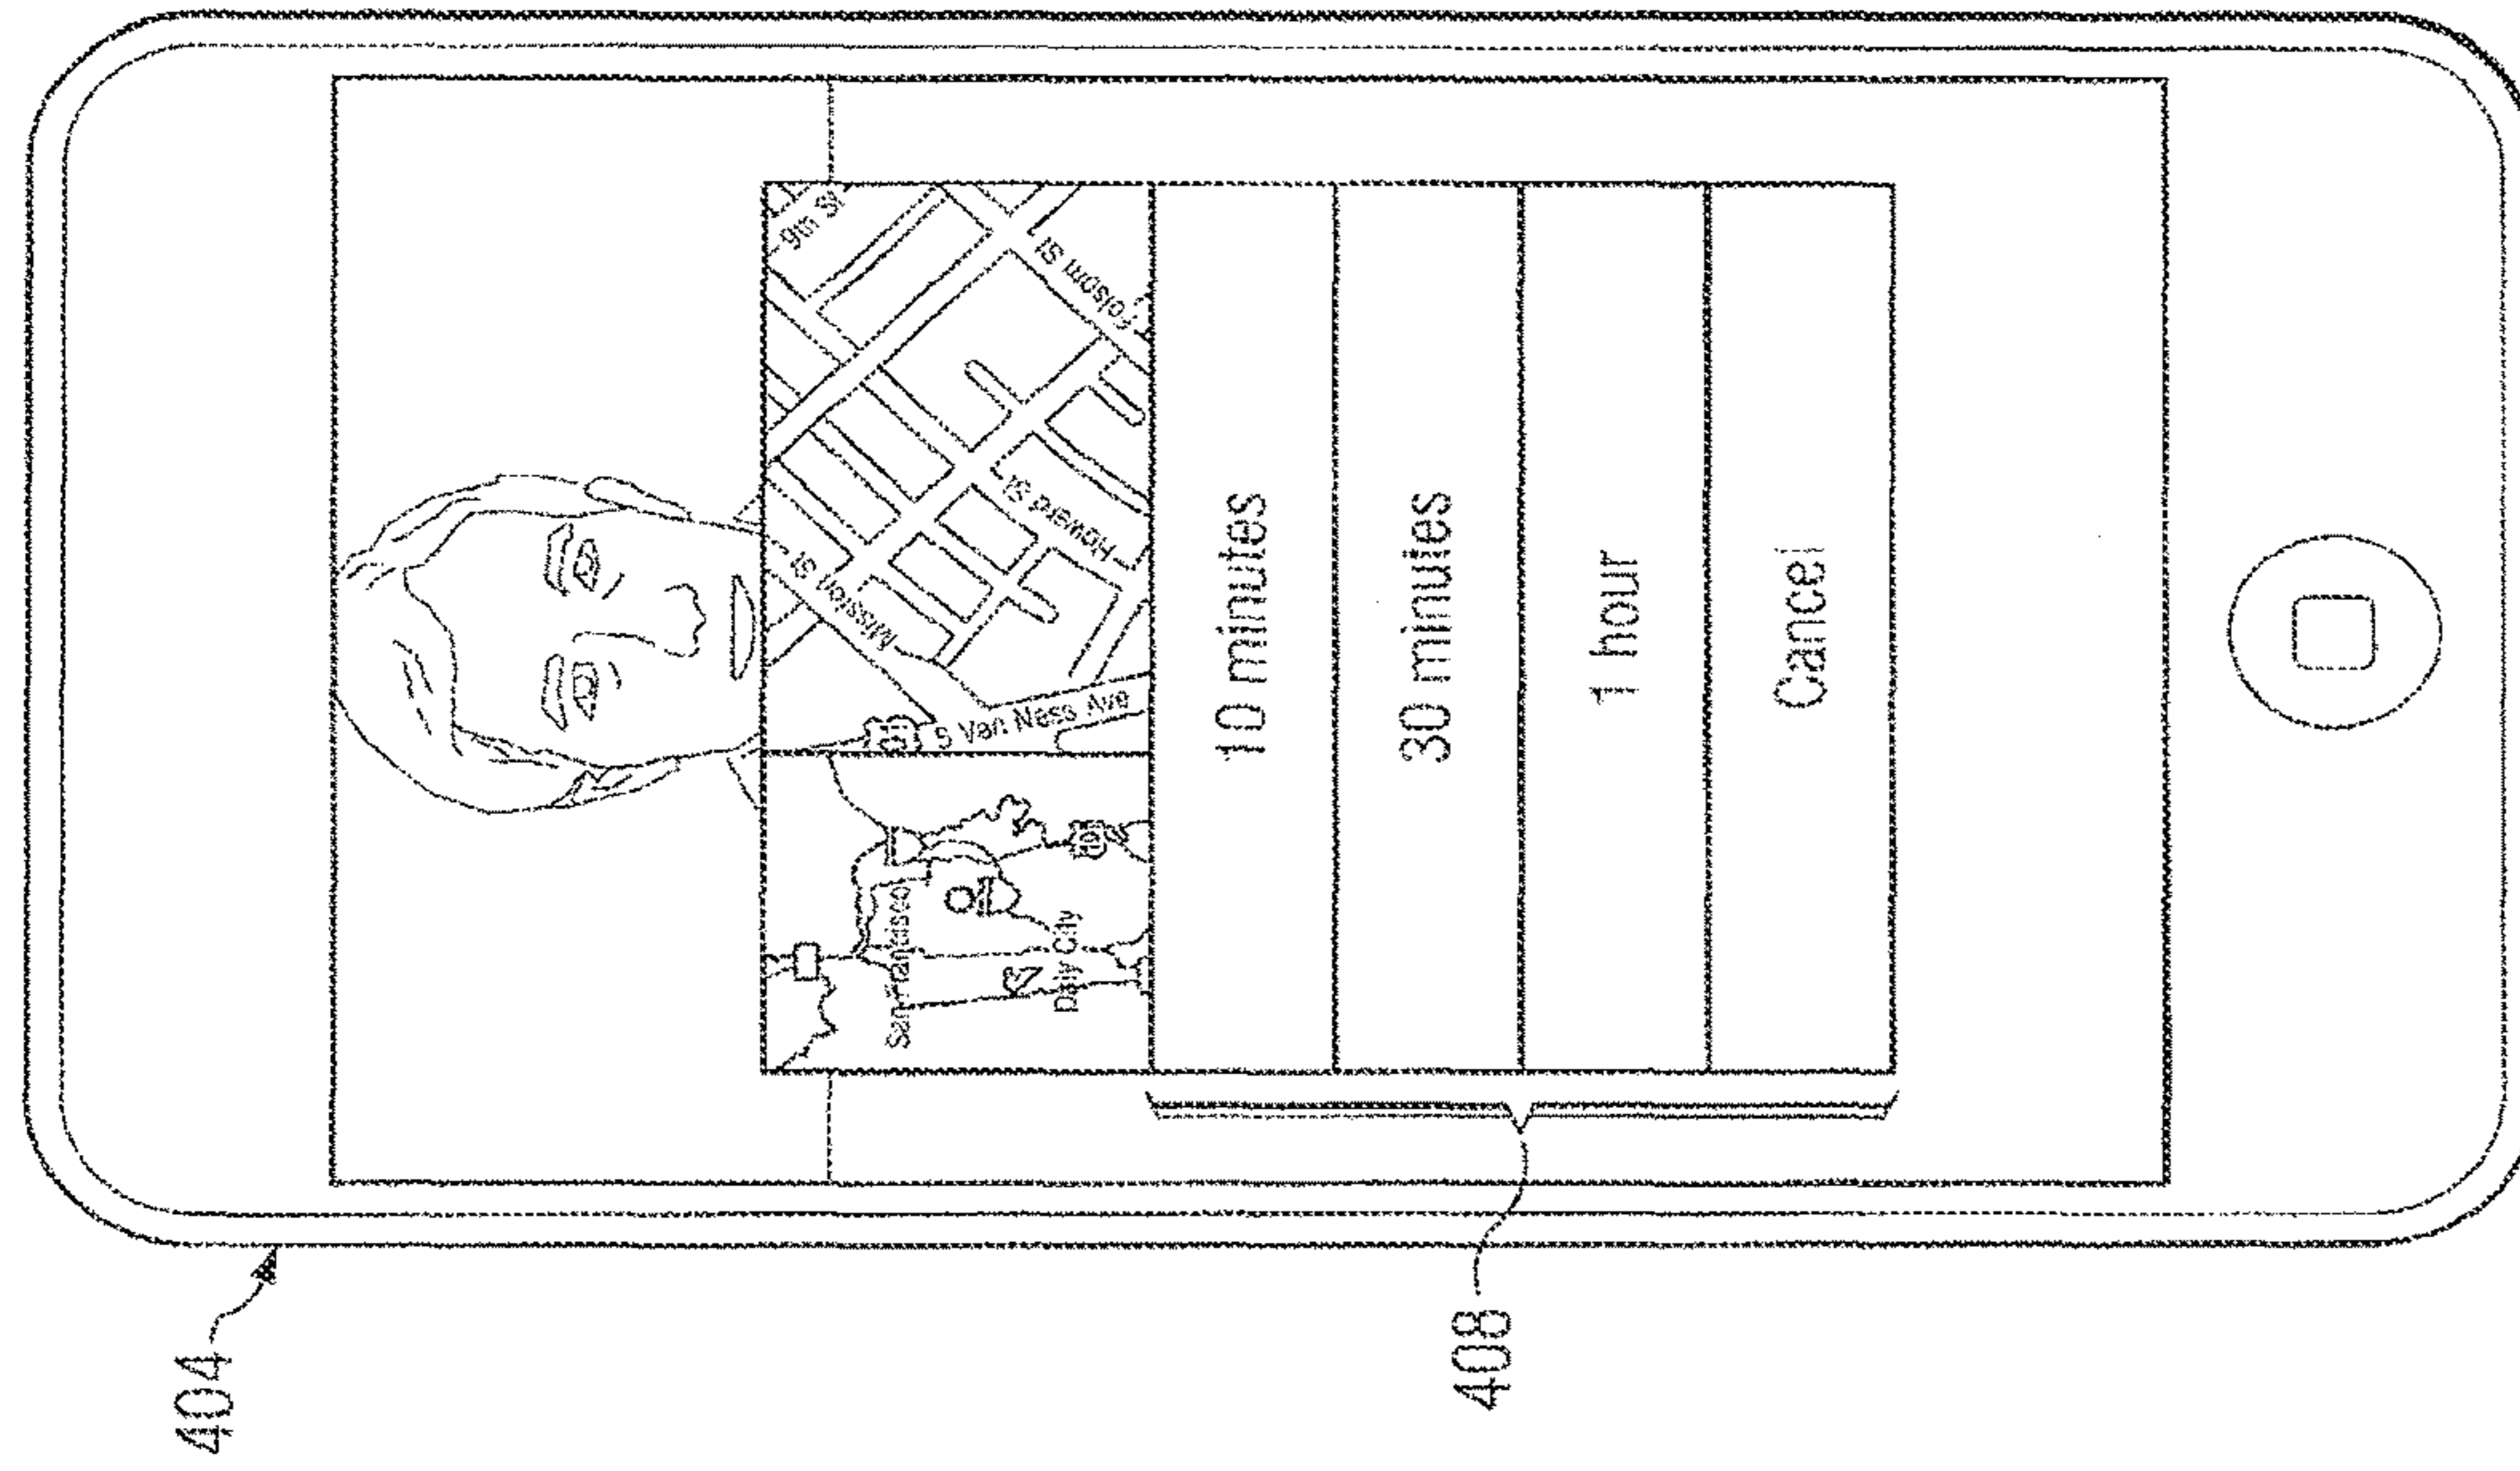 404
San Francisco
Daly City
101
Mission St
S Van Ness Ave
Howard St
9th St
Folsom St
10 minutes
30 minutes
1 hour
Cancel
408